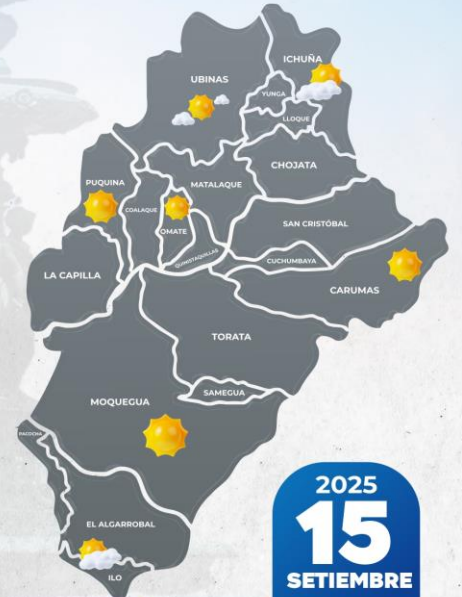 ICHUÑA
UBINAS
YUNGA
LLOQUE
CHOJATA
PUQUINA
MATALAQUE
COALAQUE
OMATE
SAN CRISTÓBAL
QUINISTAQUILLAS
CUCHUMBAYA
LA CAPILLA
CARUMAS
TORATA
SAMEGUA
MOQUEGUA
PACOCHA
EL ALGARROBAL
ILO
2025
15
SETIEMBRE